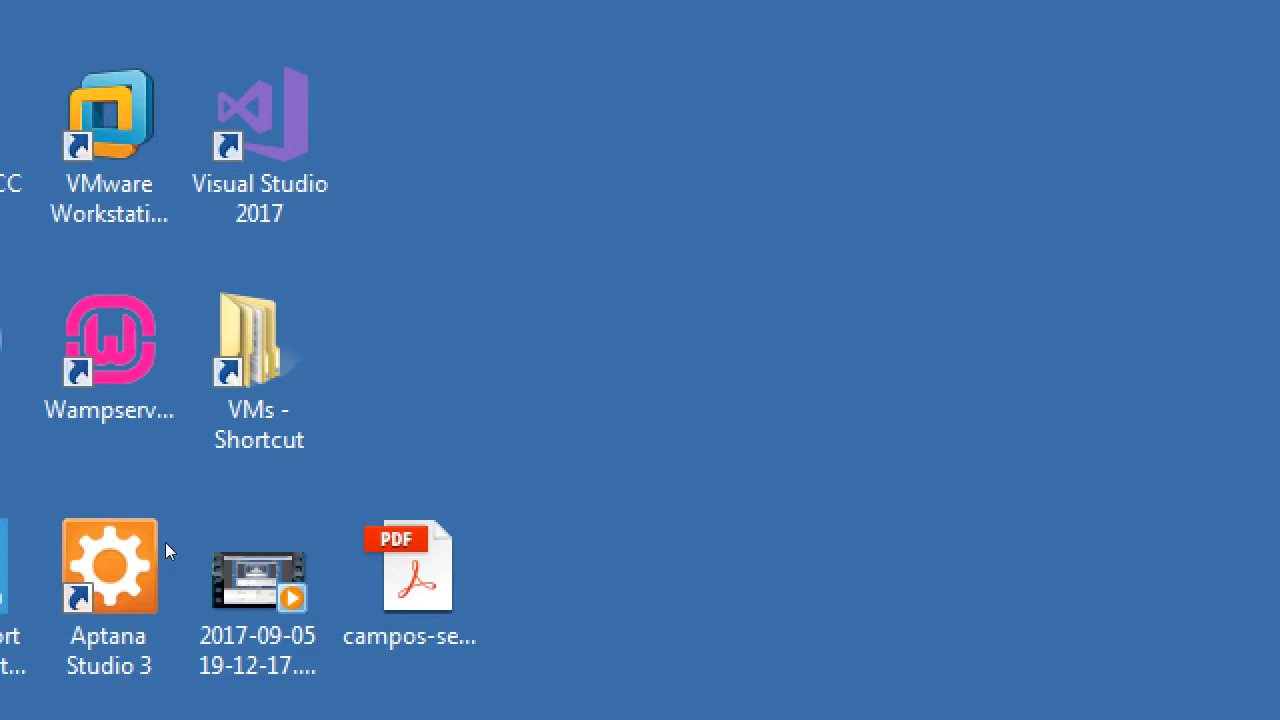 CC
VMware
Workstati...
Visual Studio
2017
Wampserv...
VMs -
Shortcut
PDF
ort
t...
Aptana
Studio 3
2017-09-05
19-12-17....
campos-se...